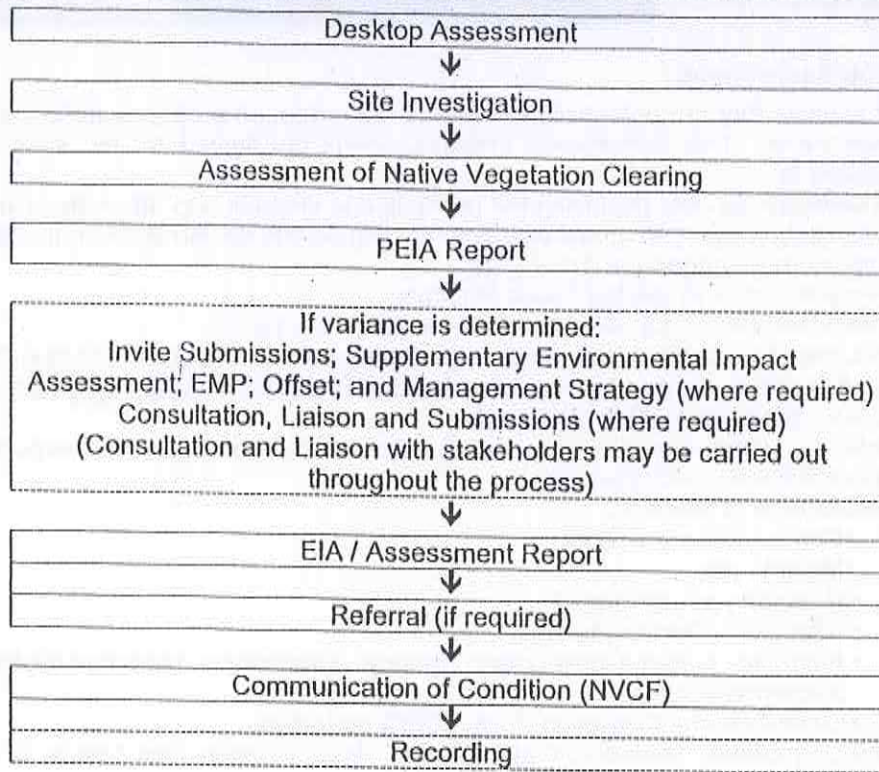 Desktop Assessment
Site Investigation
Assessment of Native Vegetation Clearing
PEIA Report
If variance is determined:
Invite Submissions; Supplementary Environmental Impact
Assessment; EMP; Offset; and Management Strategy (where required)
Consultation, Liaison and Submissions (where required)
(Consultation and Liaison with stakeholders may be carried out
throughout the process)
EIA / Assessment Report
Referral (if required)
Communication of Condition (NVCF)
Recording